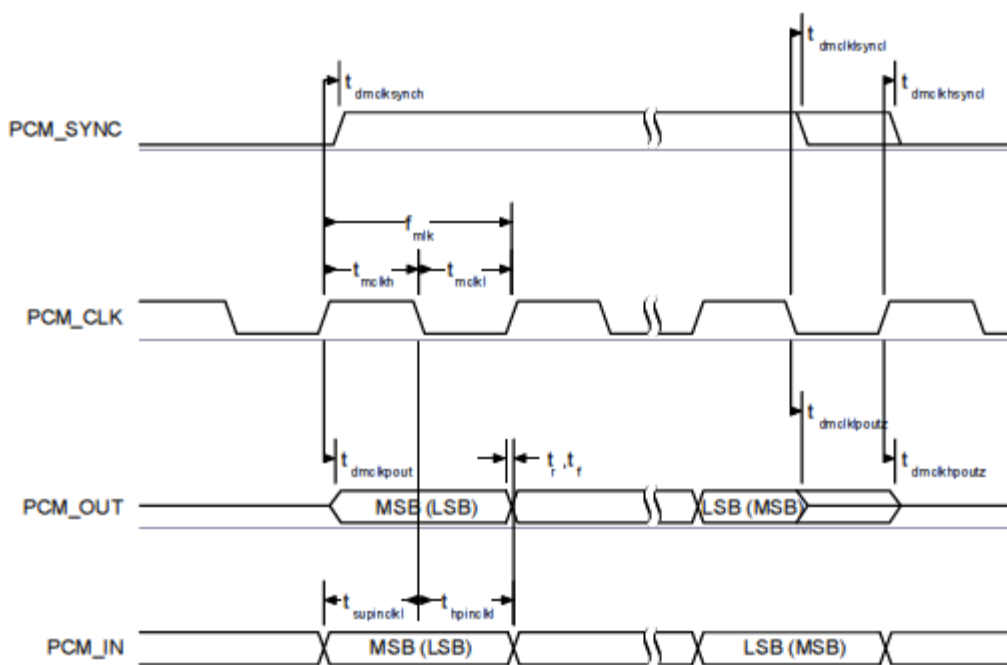 t dmclklsyncl
t dmclksynch
t dmclkhsyncl
PCM_SYNC
f mlk
t mclkh
t mclkl
PCM_CLK
t dmclklpoutz
t dmclkpout
t r ,t f
t dmclkhpoutz
PCM_OUT
MSB (LSB)
LSB (MSB)
t supinclkl
t hpinclkl
PCM_IN
MSB (LSB)
LSB (MSB)